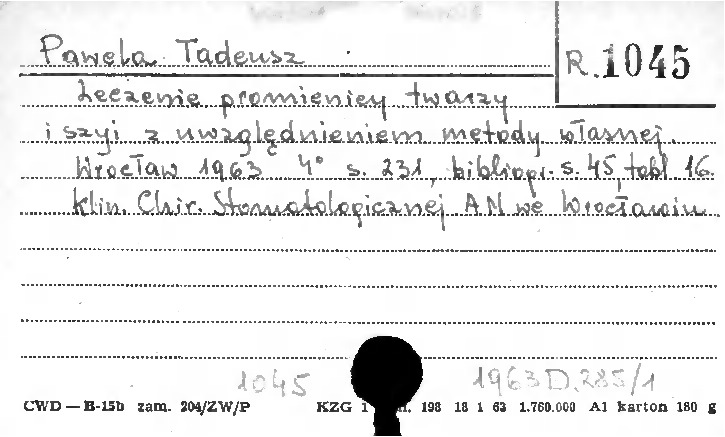 Pawela Tadeusz
R.1045
Leczenie promienicy twarzy
i szyi z uwzględnieniem metody własnej.
Wrocław 1963 4° s. 231, bibliogr. s. 45, tabl 16.
Klin. Chir. Stomatologicznej AM we Wrocławiu
1045 1963 D.285/1
CWD — E-15b zam. 204/ZW/P KZG 1 198 18 1 63 1.760.000 A1 karton 180 g